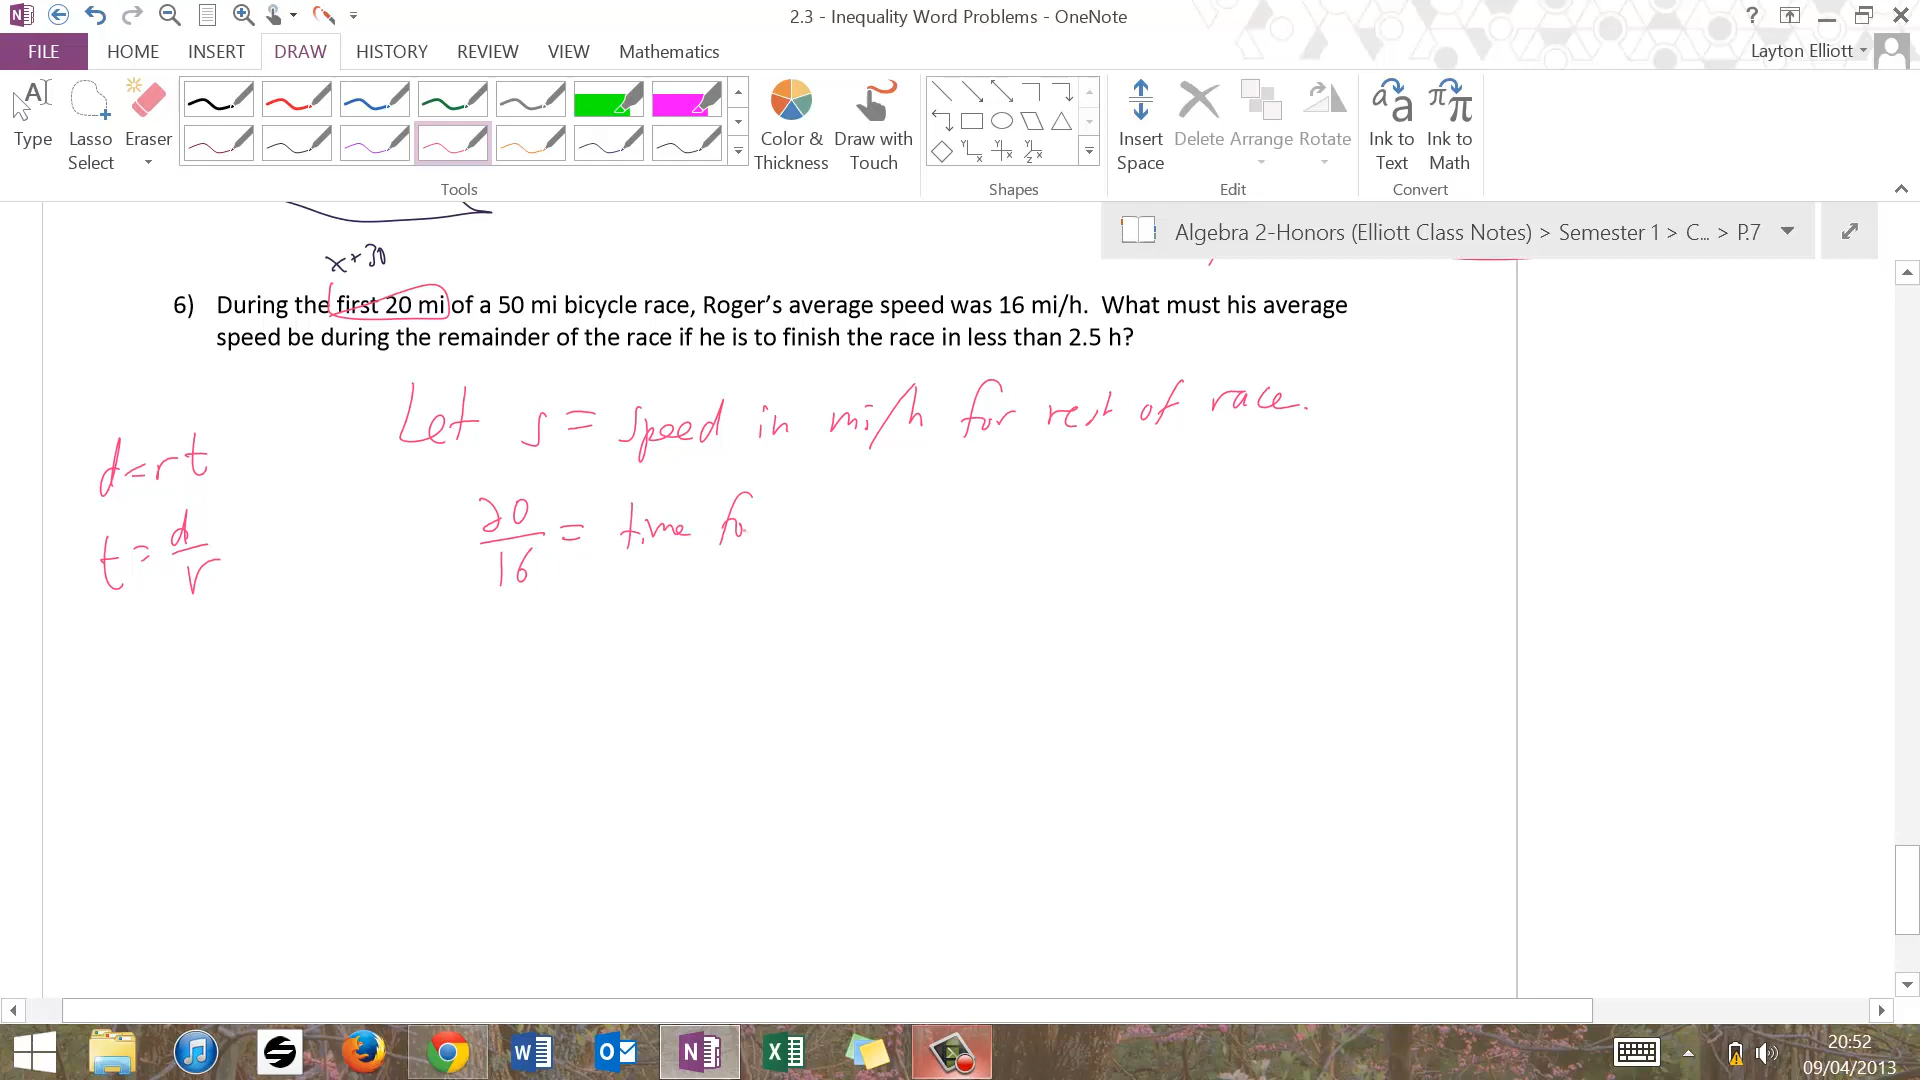 2.3 - Inequality Word Problems - OneNote
?
FILE HOME INSERT DRAW HISTORY REVIEW VIEW Mathematics
Layton Elliott
Type
Lasso Select
Eraser
Color & Thickness
Draw with Touch
Insert Space
Delete
Arrange
Rotate
Ink to Text
Ink to Math
Tools Shapes Edit Convert
Algebra 2-Honors (Elliott Class Notes) > Semester 1 > C... > P.7
x+30
6) During the first 20 mi of a 50 mi bicycle race, Roger's average speed was 16 mi/h. What must his average
speed be during the remainder of the race if he is to finish the race in less than 2.5 h?
Let s = speed in mi/h for rest of race.
d=rt
t = d/r
20/16 = time fo
20:52
09/04/2013